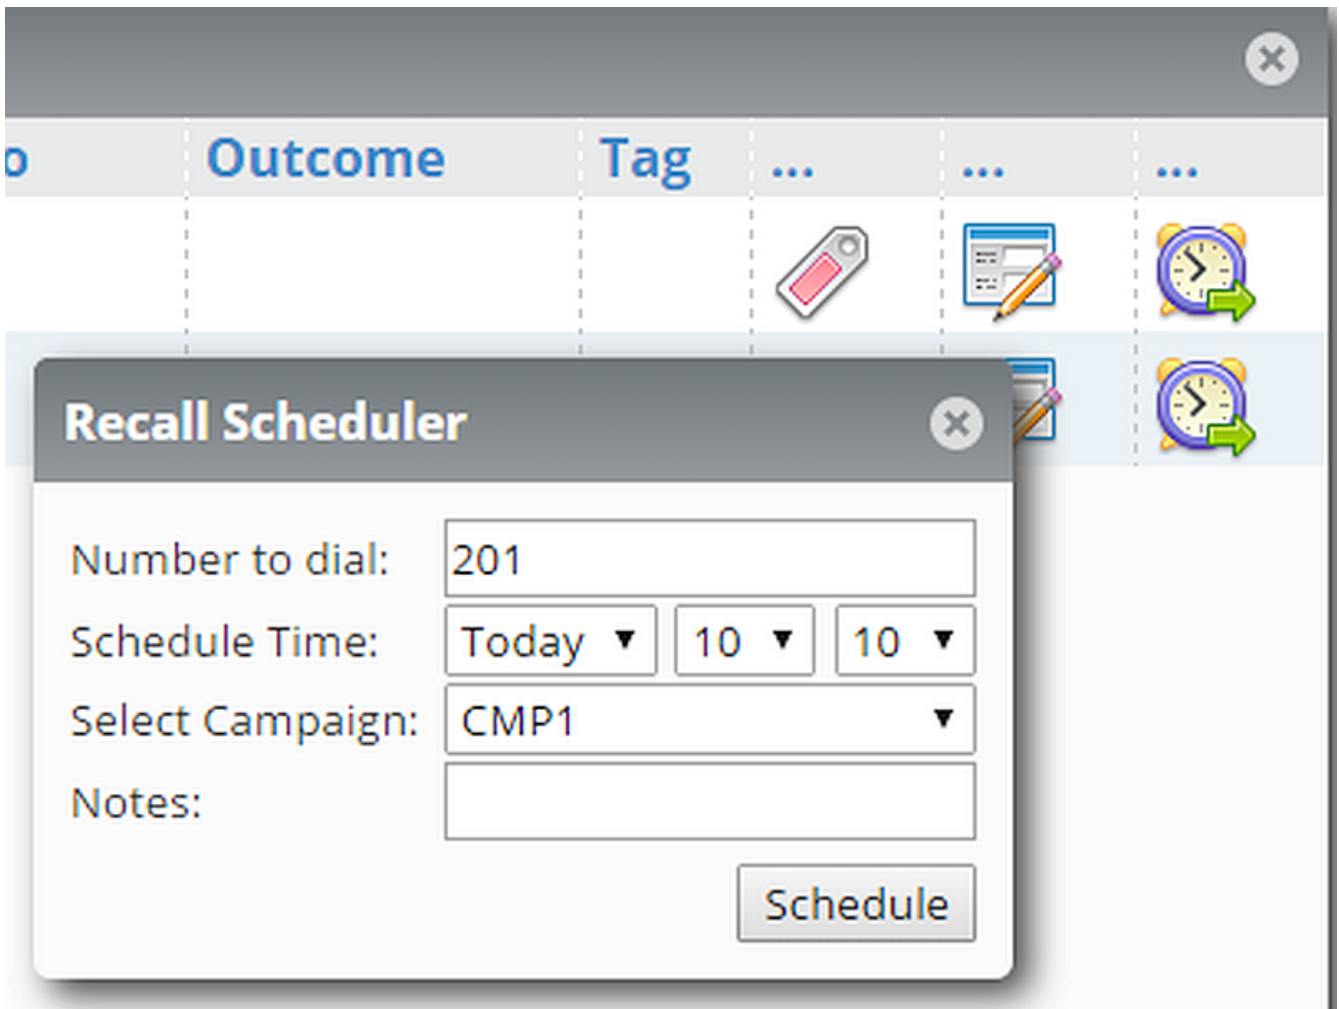 o Outcome Tag ... ... ...
Recall Scheduler
Number to dial: 201
Schedule Time: Today 10 10
Select Campaign: CMP1
Notes:
Schedule